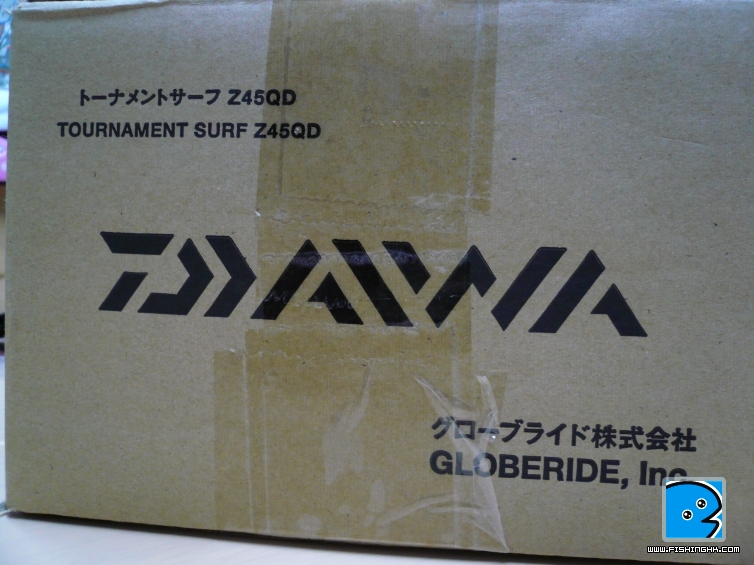 トーナメントサーフ Z45QD
TOURNAMENT SURF Z45QD
DAIWA
グローブライド株式会社
GLOBERIDE, Inc.
www.fishinghk.com